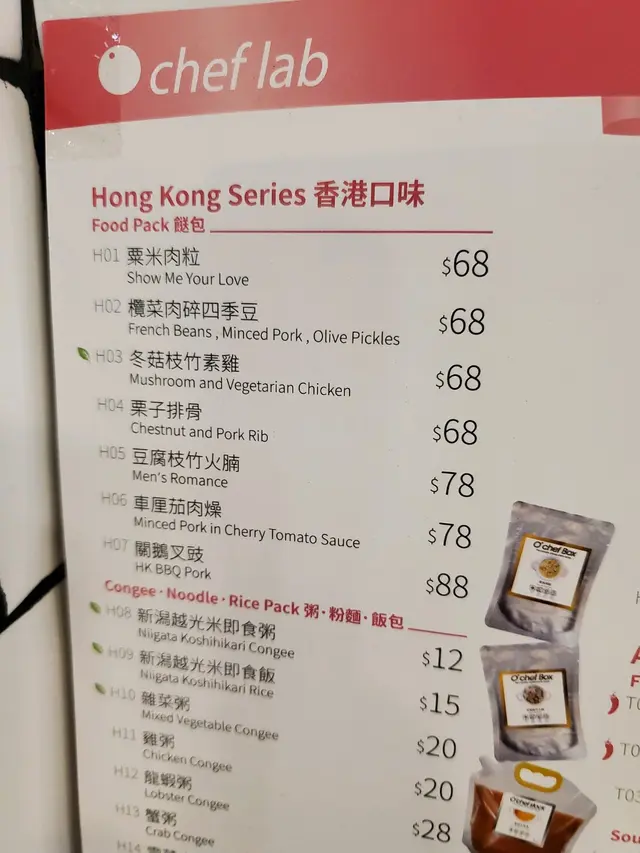 chef lab
Hong Kong Series 香港口味
Food Pack 餸包
H01 粟米肉粒 $68
Show Me Your Love
H02 欖菜肉碎四季豆 $68
French Beans , Minced Pork , Olive Pickles
H03 冬菇枝竹素雞 $68
Mushroom and Vegetarian Chicken
H04 栗子排骨 $68
Chestnut and Pork Rib
H05 豆腐枝竹火腩 $78
Men's Romance
H06 車厘茄肉燥 $78
Minced Pork in Cherry Tomato Sauce
H07 關鵝叉豉 $88
HK BBQ Pork
Congee · Noodle · Rice Pack 粥 · 粉麵 · 飯包
H08 新潟越光米即食粥 $12
Niigata Koshihikari Congee
H09 新潟越光米即食飯 $15
Niigata Koshihikari Rice
H10 雜菜粥 $20
Mixed Vegetable Congee
H11 雞粥 $20
Chicken Congee
H12 龍蝦粥 $28
Lobster Congee
H13 蟹粥
Crab Congee
H14
O'chef Box
O'chef Box
O'chef Box
T03
Sou